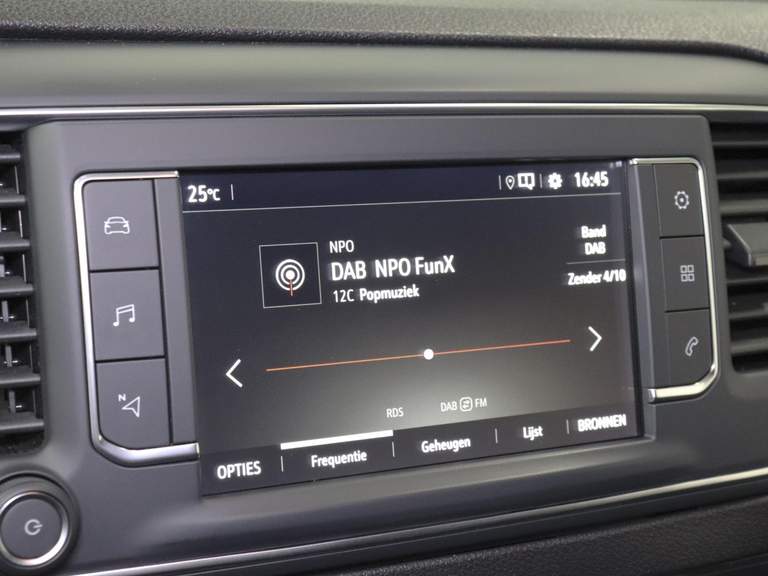 25°C 16:45
NPO
DAB NPO FunX
12C Popmuziek
Band
DAB
Zender 4/10
RDS DAB FM
OPTIES Frequentie Geheugen Lijst BRONNEN
N